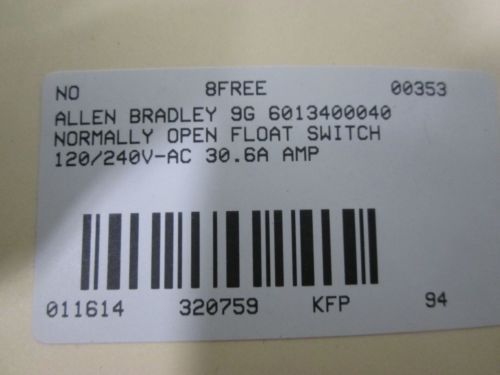 NO 8FREE 00353
ALLEN BRADLEY 9G 6013400040
NORMALLY OPEN FLOAT SWITCH
120/240V-AC 30.6A AMP
011614 320759 KFP 94